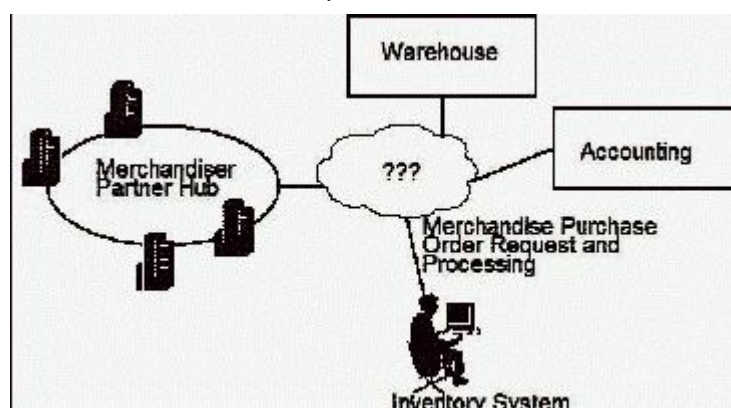 Warehouse
Accounting
Merchandiser
Partner Hub
???
Merchandise Purchase
Order Request and
Processing
Inventory System